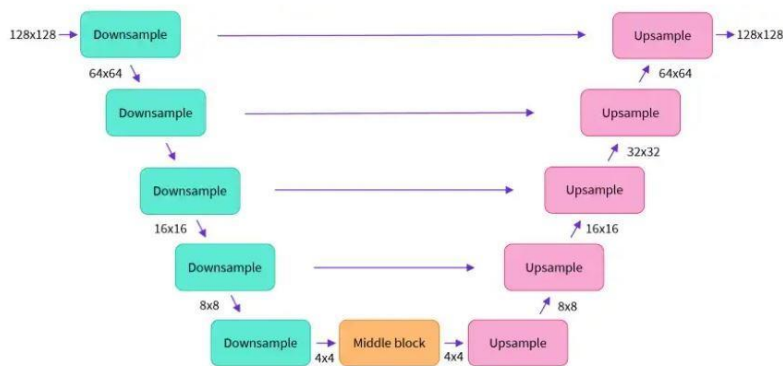 128x128 Downsample Upsample 128x128
64x64 64x64
Downsample Upsample
32x32
Downsample Upsample
16x16 16x16
Downsample Upsample
8x8 8x8
Downsample Middle block Upsample
4x4 4x4